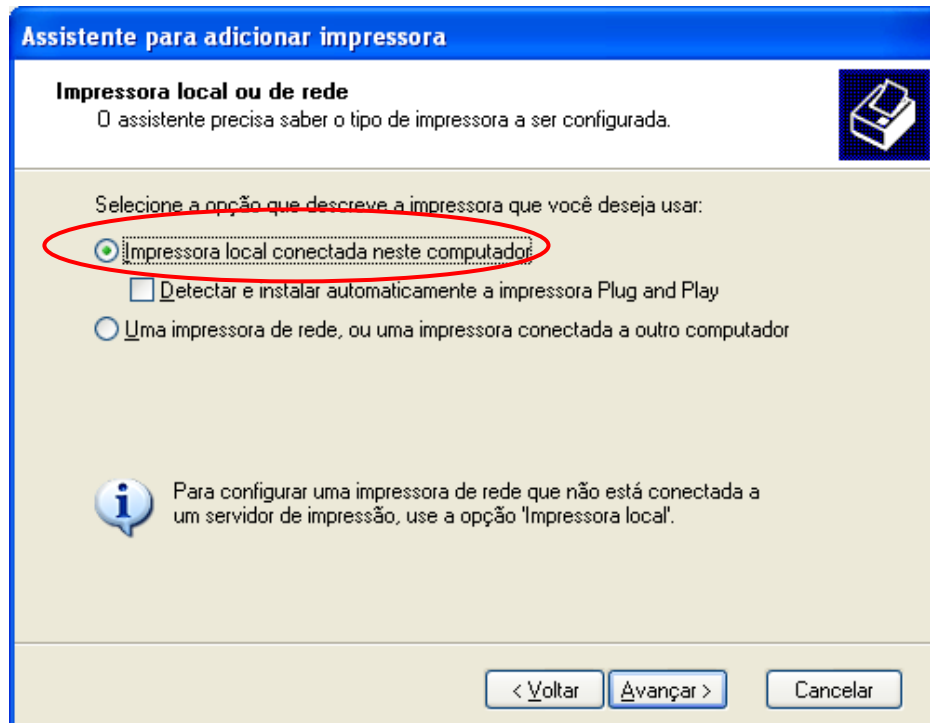 Assistente para adicionar impressora
Impressora local ou de rede
O assistente precisa saber o tipo de impressora a ser configurada.
Selecione a opção que descreve a impressora que você deseja usar:
Impressora local conectada neste computador
Detectar e instalar automaticamente a impressora Plug and Play
Uma impressora de rede, ou uma impressora conectada a outro computador
Para configurar uma impressora de rede que não está conectada a
um servidor de impressão, use a opção 'Impressora local'.
< Voltar Avançar > Cancelar